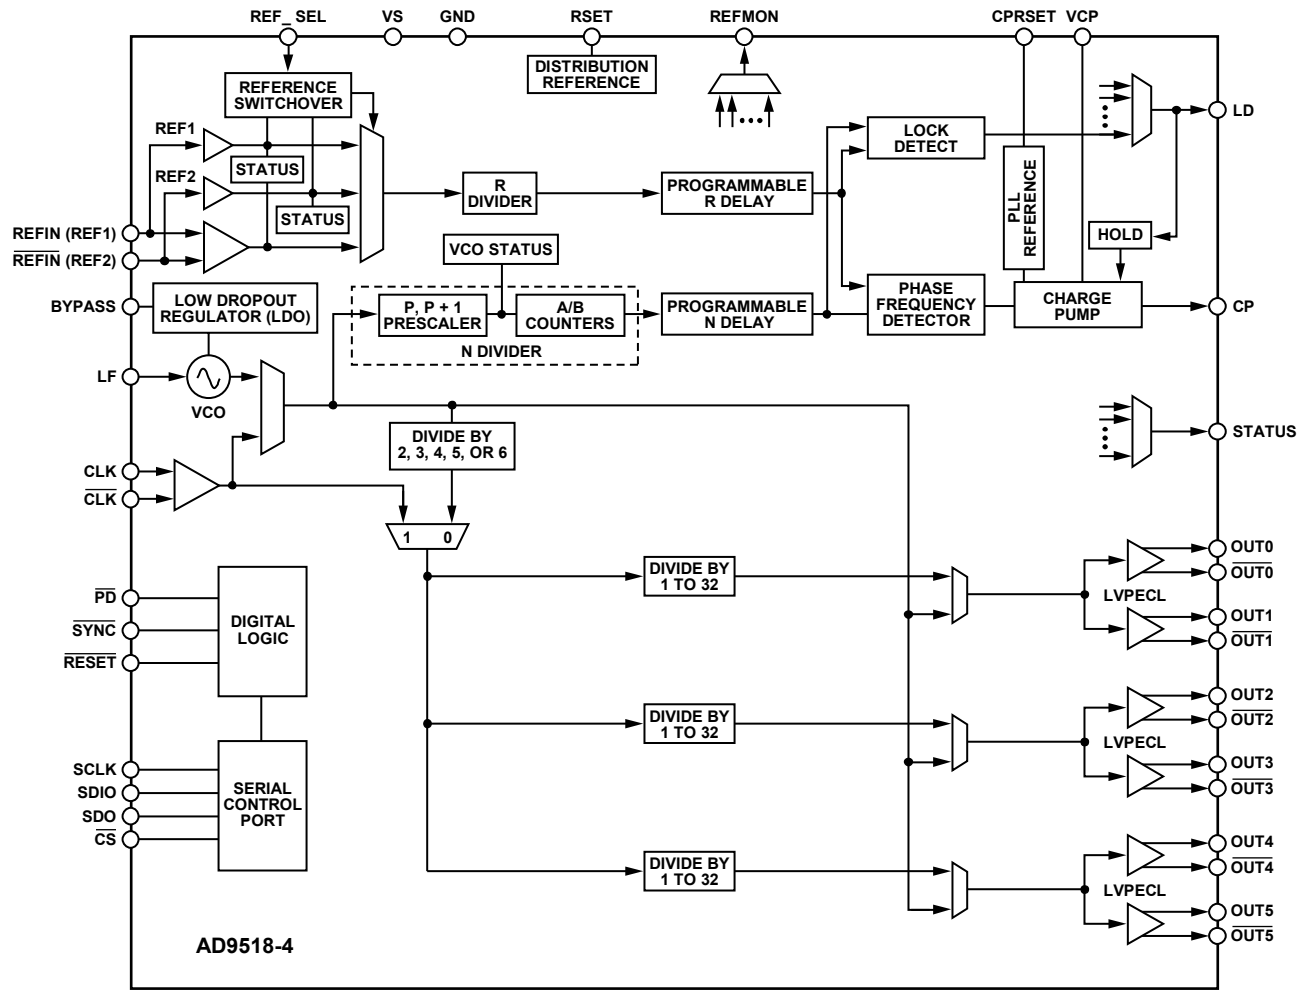 REF_ SEL
VS
GND
RSET
REFMON
CPRSET
VCP
DISTRIBUTION
REFERENCE
REFERENCE
SWITCHOVER
REF1
STATUS
REF2
STATUS
REFIN (REF1)
REFIN (REF2)
R
DIVIDER
PROGRAMMABLE
R DELAY
LOCK
DETECT
PLL
REFERENCE
LD
HOLD
VCO STATUS
BYPASS
LOW DROPOUT
REGULATOR (LDO)
P, P + 1
PRESCALER
A/B
COUNTERS
N DIVIDER
PROGRAMMABLE
N DELAY
PHASE
FREQUENCY
DETECTOR
CHARGE
PUMP
CP
LF
VCO
DIVIDE BY
2, 3, 4, 5, OR 6
STATUS
CLK
CLK
1
0
PD
SYNC
RESET
DIGITAL
LOGIC
DIVIDE BY
1 TO 32
LVPECL
OUT0
OUT0
OUT1
OUT1
DIVIDE BY
1 TO 32
LVPECL
OUT2
OUT2
OUT3
OUT3
SCLK
SDIO
SDO
CS
SERIAL
CONTROL
PORT
DIVIDE BY
1 TO 32
LVPECL
OUT4
OUT4
OUT5
OUT5
AD9518-4